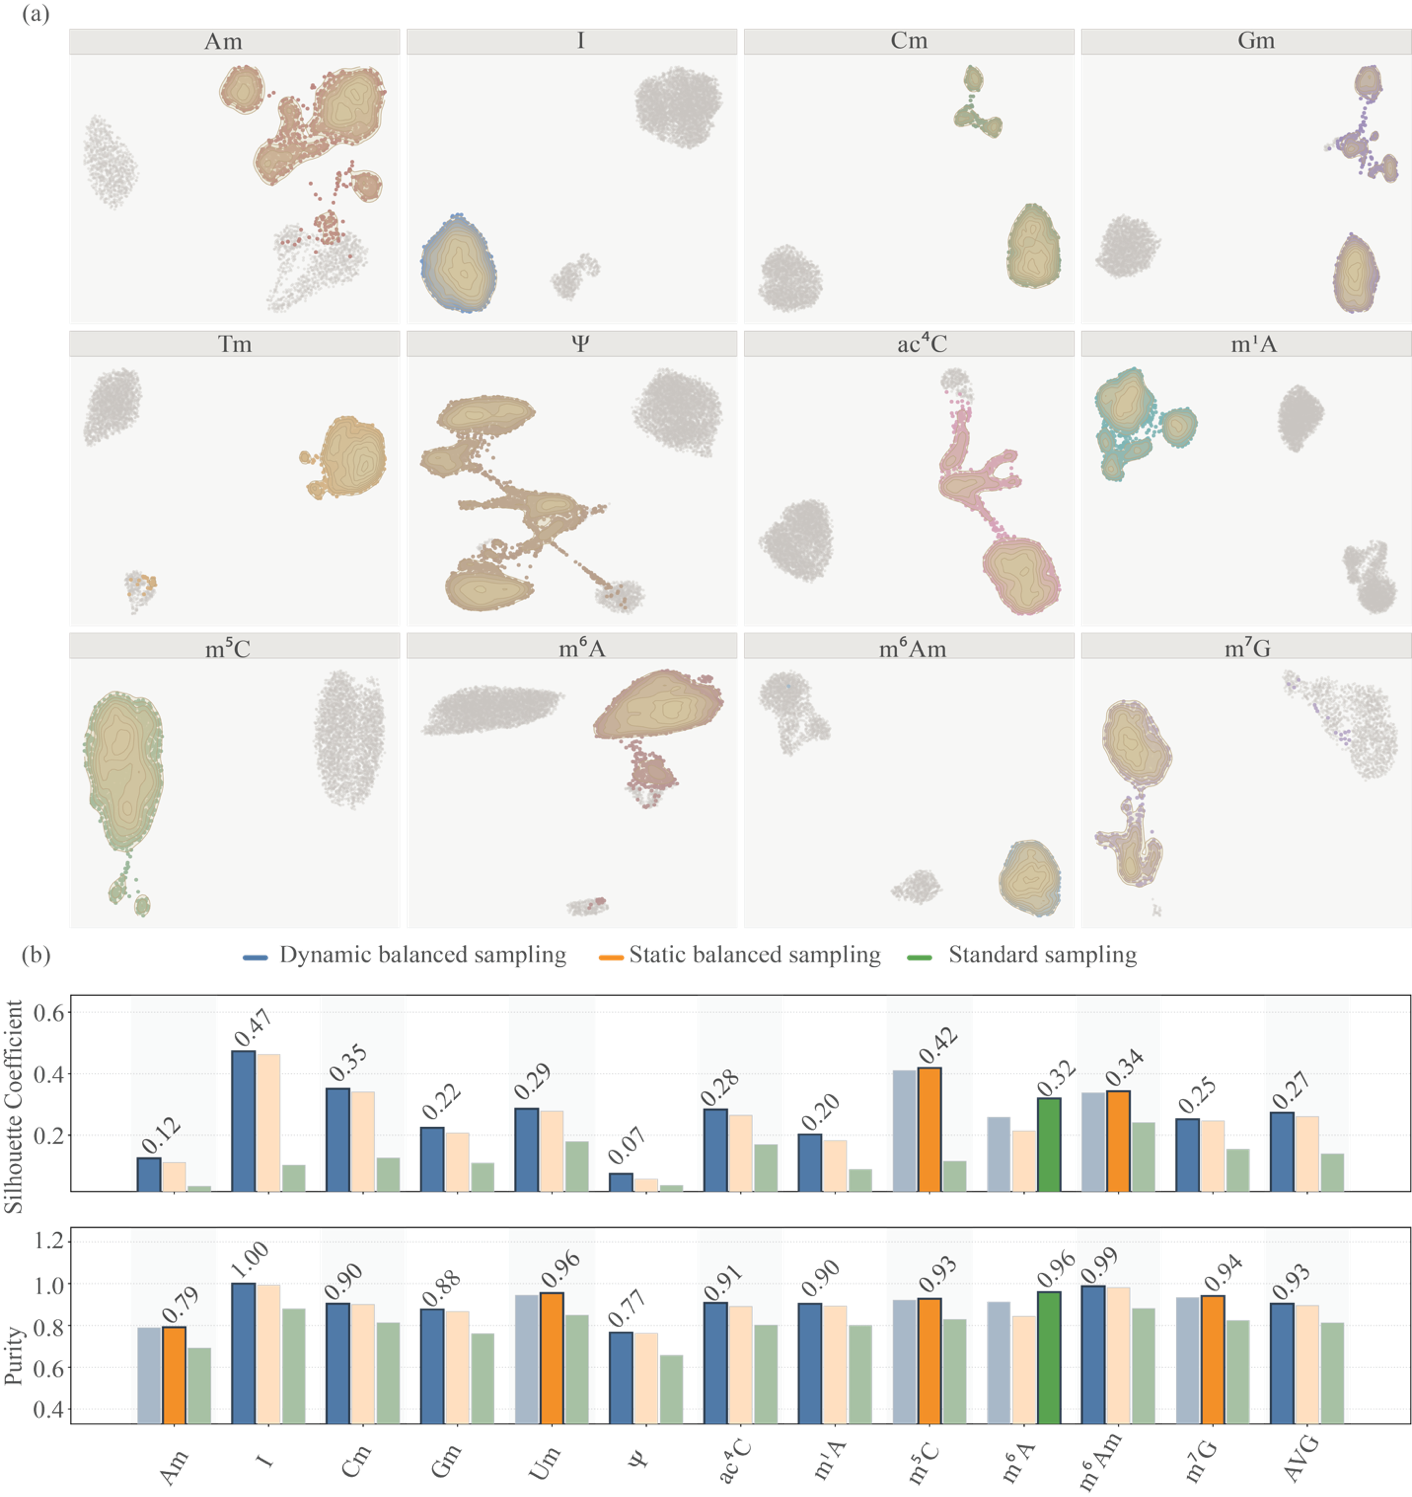 (a)
Am I Cm Gm
Tm Ψ ac⁴C m¹A
m⁵C m⁶A m⁶Am m⁷G
(b)
Dynamic balanced sampling Static balanced sampling Standard sampling
Silhouette Coefficient
0.6
0.4
0.2
0.12 0.47 0.35 0.22 0.29 0.07 0.28 0.20 0.42 0.32 0.34 0.25 0.27
Purity
1.2
1.0
0.8
0.6
0.4
0.79 1.00 0.90 0.88 0.96 0.77 0.91 0.90 0.93 0.96 0.99 0.94 0.93
Am I Cm Gm Um Ψ ac⁴C m¹A m⁵C m⁶A m⁶Am m⁷G AVG